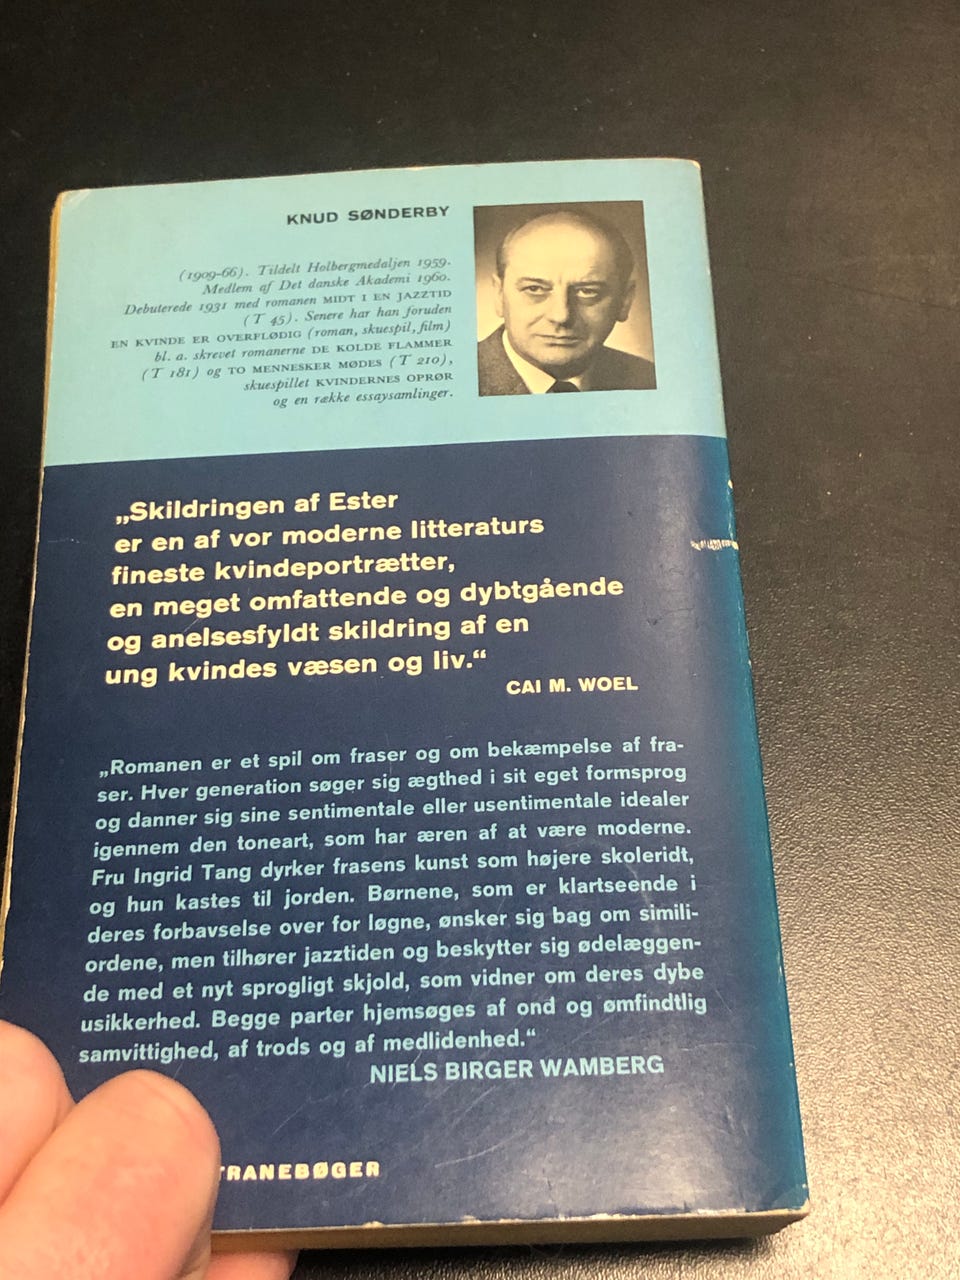 KNUD SØNDERBY
(1909-66). Tildelt Holbergmedaljen 1959.
Medlem af Det danske Akademi 1960.
Debuterede 1931 med romanen MIDT I EN JAZZTID
(T 45). Senere har han foruden
EN KVINDE ER OVERFLØDIG (roman, skuespil, film)
bl. a. skrevet romanerne DE KOLDE FLAMMER
(T 181) og TO MENNESKER MØDES (T 210),
skuespillet KVINDERNES OPRØR
og en række essaysamlinger.
„Skildringen af Ester
er en af vor moderne litteraturs
fineste kvindeportrætter,
en meget omfattende og dybtgående
og anelsesfyldt skildring af en
ung kvindes væsen og liv.“
CAI M. WOEL
„Romanen er et spil om fraser og om bekæmpelse af fra-
ser. Hver generation søger sig ægthed i sit eget formsprog
og danner sig sine sentimentale eller usentimentale idealer
igennem den toneart, som har æren af at være moderne.
Fru Ingrid Tang dyrker frasens kunst som højere skoleridt,
og hun kastes til jorden. Børnene, som er klartseende i
deres forbavselse over for løgne, ønsker sig bag om simili-
ordene, men tilhører jazztiden og beskytter sig ødelæggen-
de med et nyt sprogligt skjold, som vidner om deres dybe
usikkerhed. Begge parter hjemsøges af ond og ømfindtlig
samvittighed, af trods og af medlidenhed.“
NIELS BIRGER WAMBERG
TRANEBØGER